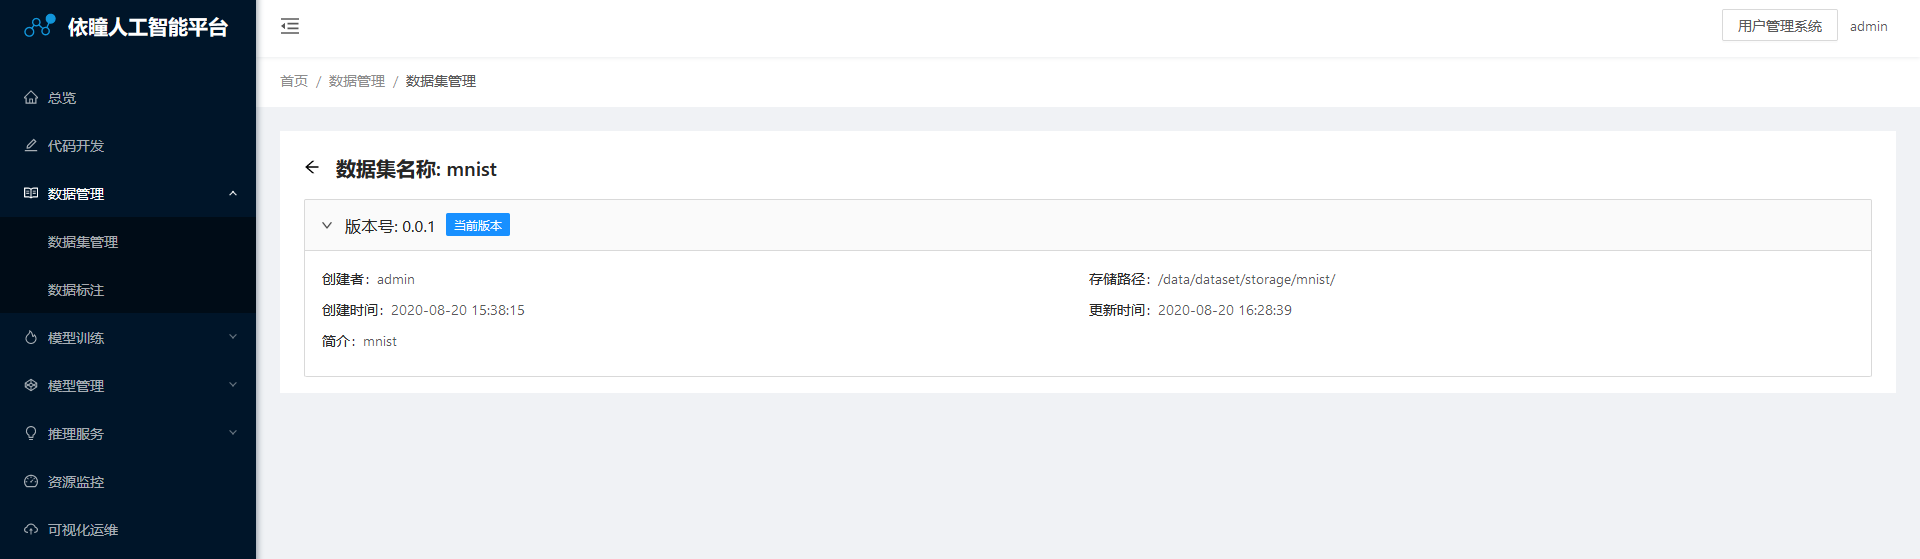 依瞳人工智能平台
用户管理系统 admin
首页 / 数据管理 / 数据集管理
总览
代码开发
数据管理
数据集管理
数据标注
模型训练
模型管理
推理服务
资源监控
可视化运维
数据集名称: mnist
版本号: 0.0.1 当前版本
创建者：admin
存储路径：/data/dataset/storage/mnist/
创建时间：2020-08-20 15:38:15
更新时间：2020-08-20 16:28:39
简介：mnist